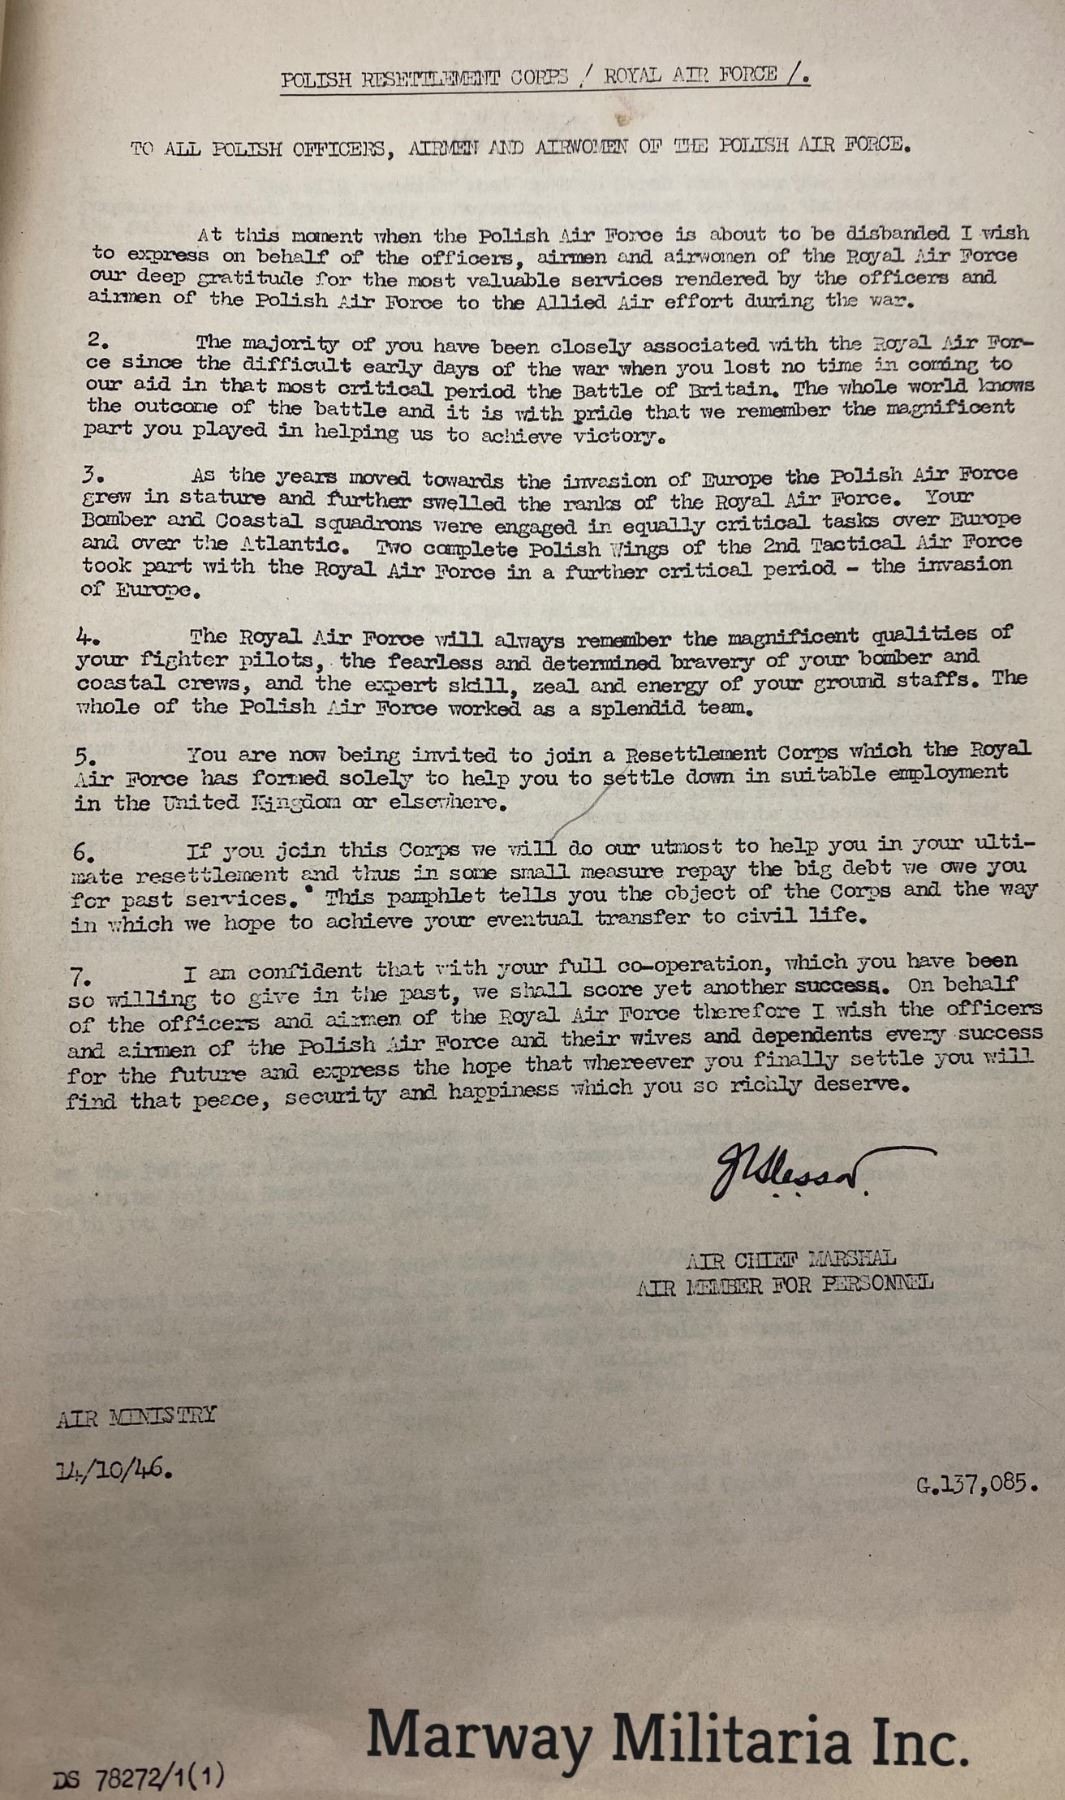 POLISH RESETTLEMENT CORPS / ROYAL AIR FORCE /.
TO ALL POLISH OFFICERS, AIRMEN AND AIRWOMEN OF THE POLISH AIR FORCE.
At this moment when the Polish Air Force is about to be disbanded I wish
to express on behalf of the officers, airmen and airwomen of the Royal Air Force
our deep gratitude for the most valuable services rendered by the officers and
airmen of the Polish Air Force to the Allied Air effort during the war.
2. The majority of you have been closely associated with the Royal Air For-
ce since the difficult early days of the war when you lost no time in coming to
our aid in that most critical period the Battle of Britain. The whole world knows
the outcome of the battle and it is with pride that we remember the magnificent
part you played in helping us to achieve victory.
3. As the years moved towards the invasion of Europe the Polish Air Force
grew in stature and further swelled the ranks of the Royal Air Force. Your
Bomber and Coastal squadrons were engaged in equally critical tasks over Europe
and over the Atlantic. Two complete Polish Wings of the 2nd Tactical Air Force
took part with the Royal Air Force in a further critical period - the invasion
of Europe.
4. The Royal Air Force will always remember the magnificent qualities of
your fighter pilots, the fearless and determined bravery of your bomber and
coastal crews, and the expert skill, zeal and energy of your ground staffs. The
whole of the Polish Air Force worked as a splendid team.
5. You are now being invited to join a Resettlement Corps which the Royal
Air Force has formed solely to help you to settle down in suitable employment
in the United Kingdom or elsewhere.
6. If you join this Corps we will do our utmost to help you in your ulti-
mate resettlement and thus in some small measure repay the big debt we owe you
for past services. This pamphlet tells you the object of the Corps and the way
in which we hope to achieve your eventual transfer to civil life.
7. I am confident that with your full co-operation, which you have been
so willing to give in the past, we shall score yet another success. On behalf
of the officers and airmen of the Royal Air Force therefore I wish the officers
and airmen of the Polish Air Force and their wives and dependents every success
for the future and express the hope that whereever you finally settle you will
find that peace, security and happiness which you so richly deserve.
JCSlessor.
AIR CHIEF MARSHAL
AIR MEMBER FOR PERSONNEL
AIR MINISTRY
14/10/46.
G.137,085.
Marway Militaria Inc.
DS 78272/1(1)